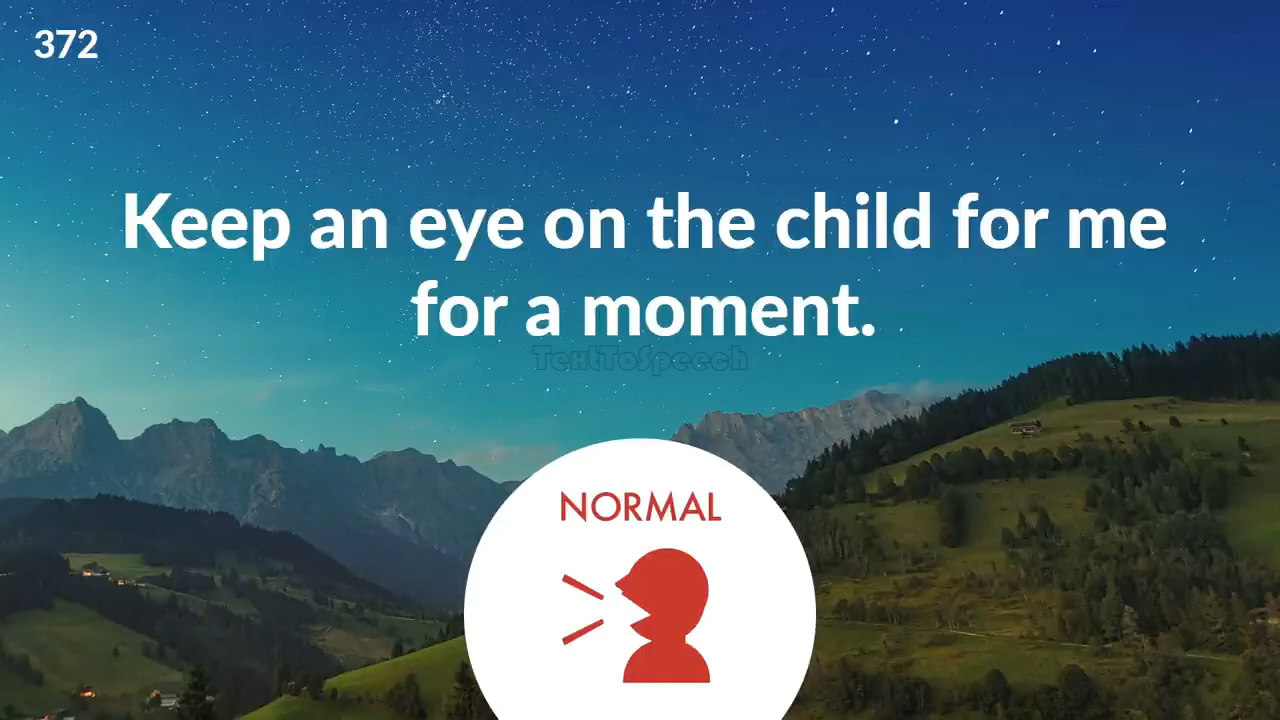 372
Keep an eye on the child for me
for a moment.
TextToSpeech
NORMAL